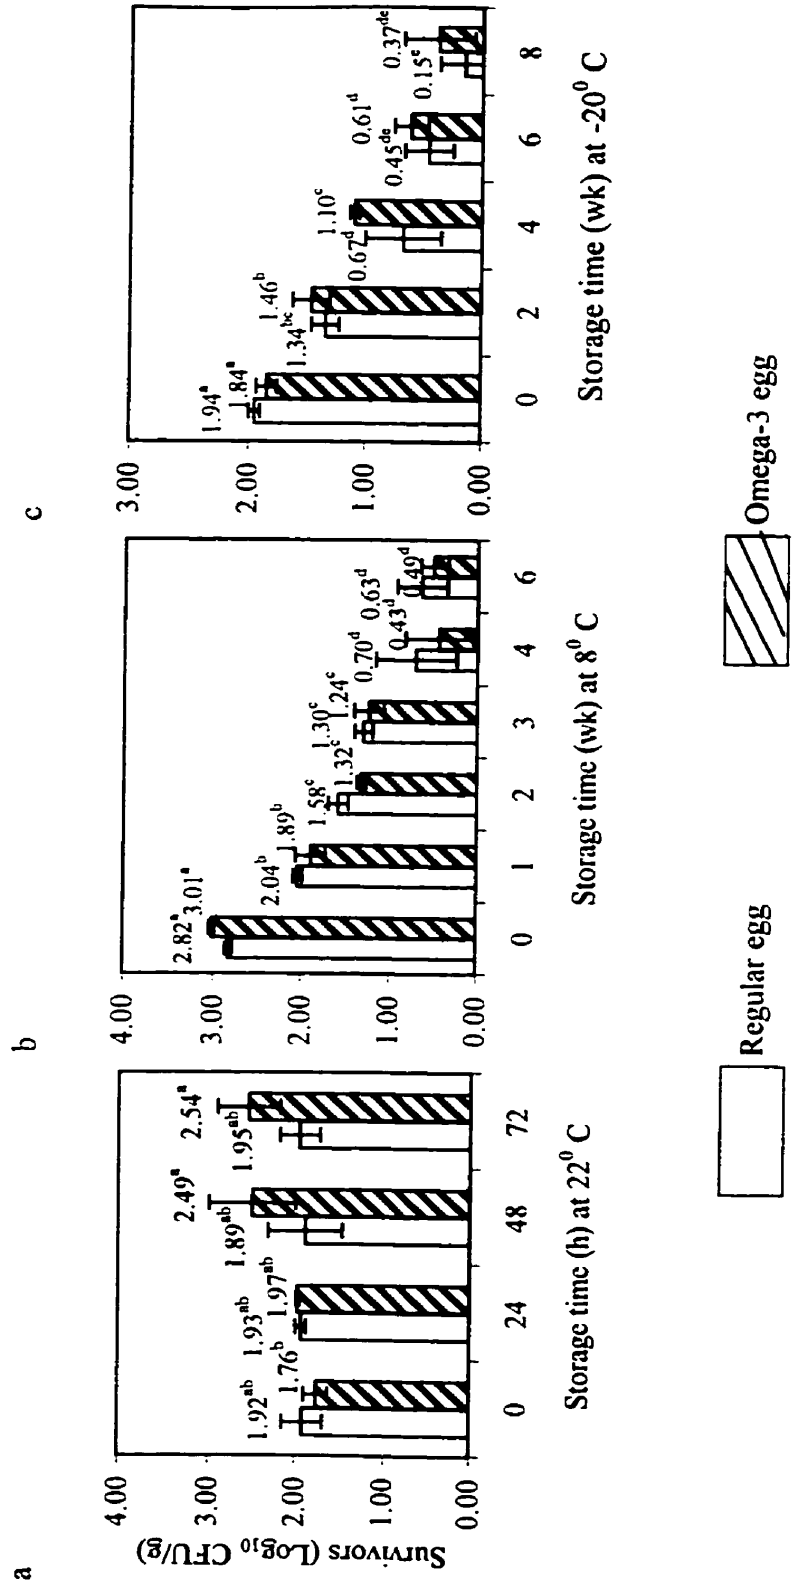 a
Survivors (Log₁₀ CFU/g)
4.00
3.00
2.00
1.00
0.00
1.92ᵃᵇ
1.76ᵇ
1.93ᵃᵇ
1.97ᵃᵇ
1.89ᵃᵇ
2.49ᵃ
1.95ᵃᵇ
2.54ᵃ
0 24 48 72
Storage time (h) at 22⁰ C
b
4.00
3.00
2.00
1.00
0.00
2.82ᵃ
3.01ᵃ
2.04ᵇ
1.89ᵇ
1.58ᶜ
1.32ᶜ
1.30ᶜ
1.24ᶜ
0.70ᵈ
0.43ᵈ
0.63ᵈ
0.49ᵈ
0 1 2 3 4 6
Storage time (wk) at 8⁰ C
c
3.00
2.00
1.00
0.00
1.94ᵃ
1.84ᵃ
1.34ᵇᶜ
1.46ᵇ
0.67ᵈ
1.10ᶜ
0.45ᵈᵉ
0.61ᵈ
0.15ᵉ
0.37ᵈᵉ
0 2 4 6 8
Storage time (wk) at -20⁰ C
Regular egg
Omega-3 egg